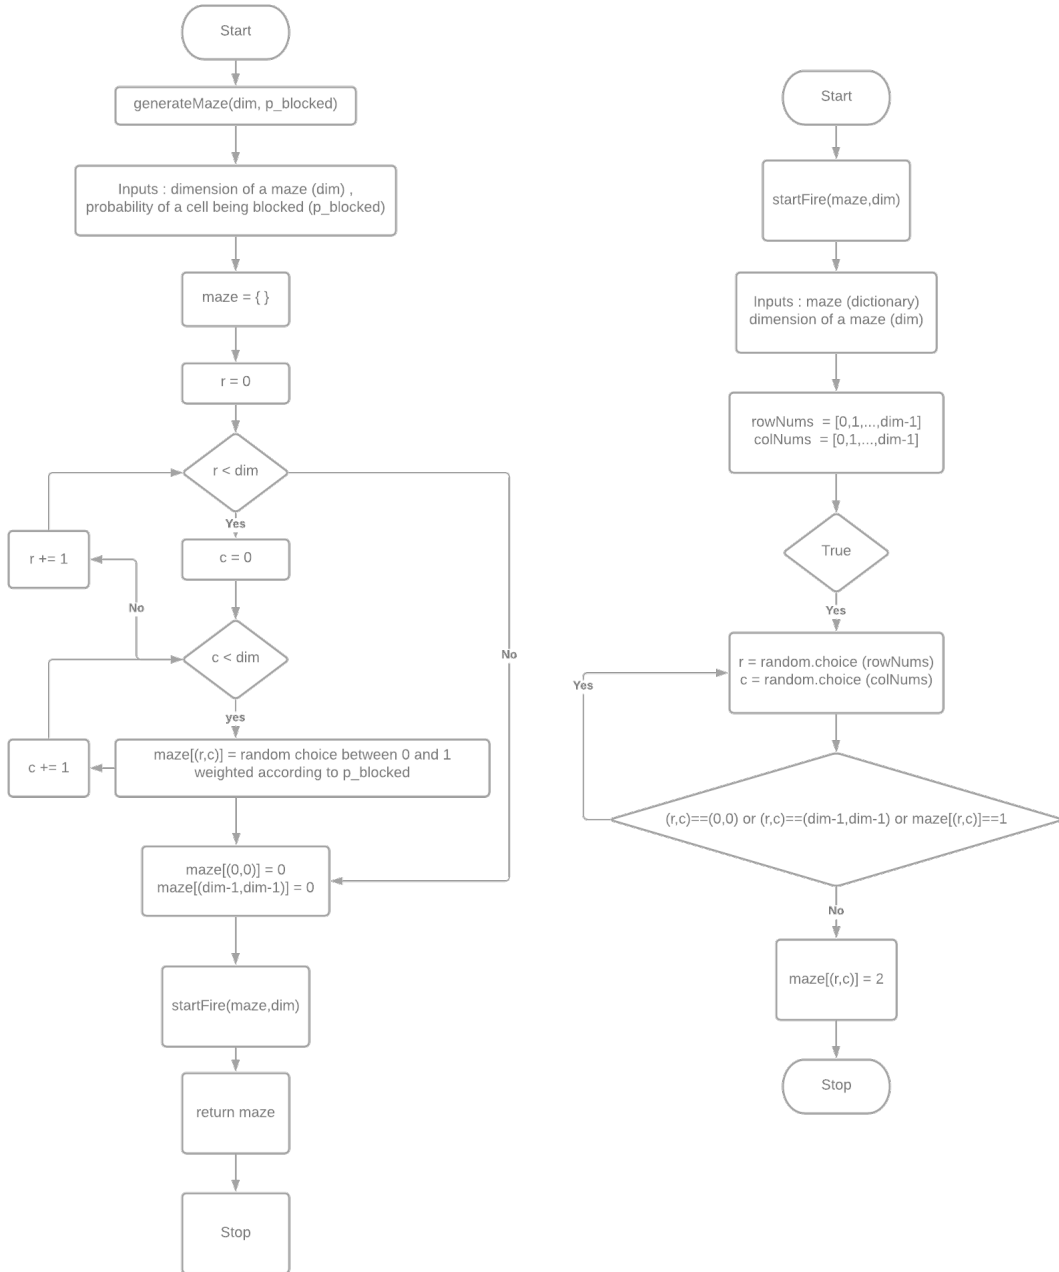 Start
generateMaze(dim, p_blocked)
Inputs : dimension of a maze (dim) ,
probability of a cell being blocked (p_blocked)
maze = { }
r = 0
r < dim
Yes
c = 0
r += 1
No
c < dim
No
yes
maze[(r,c)] = random choice between 0 and 1
weighted according to p_blocked
c += 1
maze[(0,0)] = 0
maze[(dim-1,dim-1)] = 0
startFire(maze,dim)
return maze
Stop
Start
startFire(maze,dim)
Inputs : maze (dictionary)
dimension of a maze (dim)
rowNums  = [0,1,...,dim-1]
colNums  = [0,1,...,dim-1]
True
Yes
r = random.choice (rowNums)
c = random.choice (colNums)
Yes
(r,c)==(0,0) or (r,c)==(dim-1,dim-1) or maze[(r,c)]==1
No
maze[(r,c)] = 2
Stop